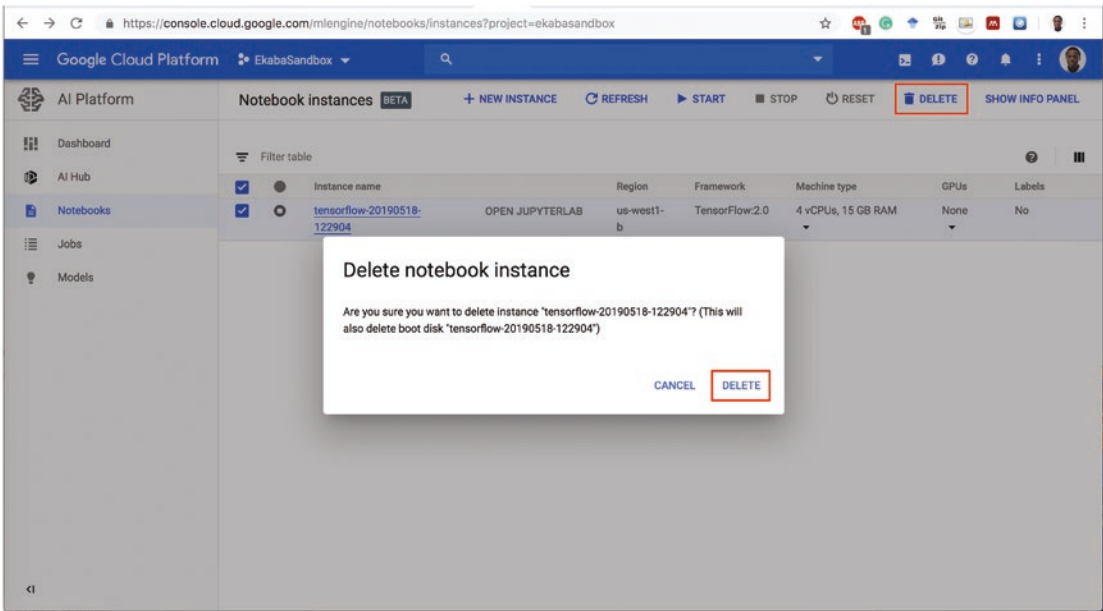 https://console.cloud.google.com/mlengine/notebooks/instances?project=ekabasandbox
Google Cloud Platform EkabaSandbox
AI Platform
Notebook instances BETA + NEW INSTANCE REFRESH START STOP RESET DELETE SHOW INFO PANEL
Dashboard
AI Hub
Notebooks
Jobs
Models
Filter table
Instance name Region Framework Machine type GPUs Labels
tensorflow-20190518- OPEN JUPYTERLAB us-west1- TensorFlow:2.0 4 vCPUs, 15 GB RAM None No
122904 b
Delete notebook instance
Are you sure you want to delete instance "tensorflow-20190518-122904"? (This will
also delete boot disk "tensorflow-20190518-122904")
CANCEL DELETE